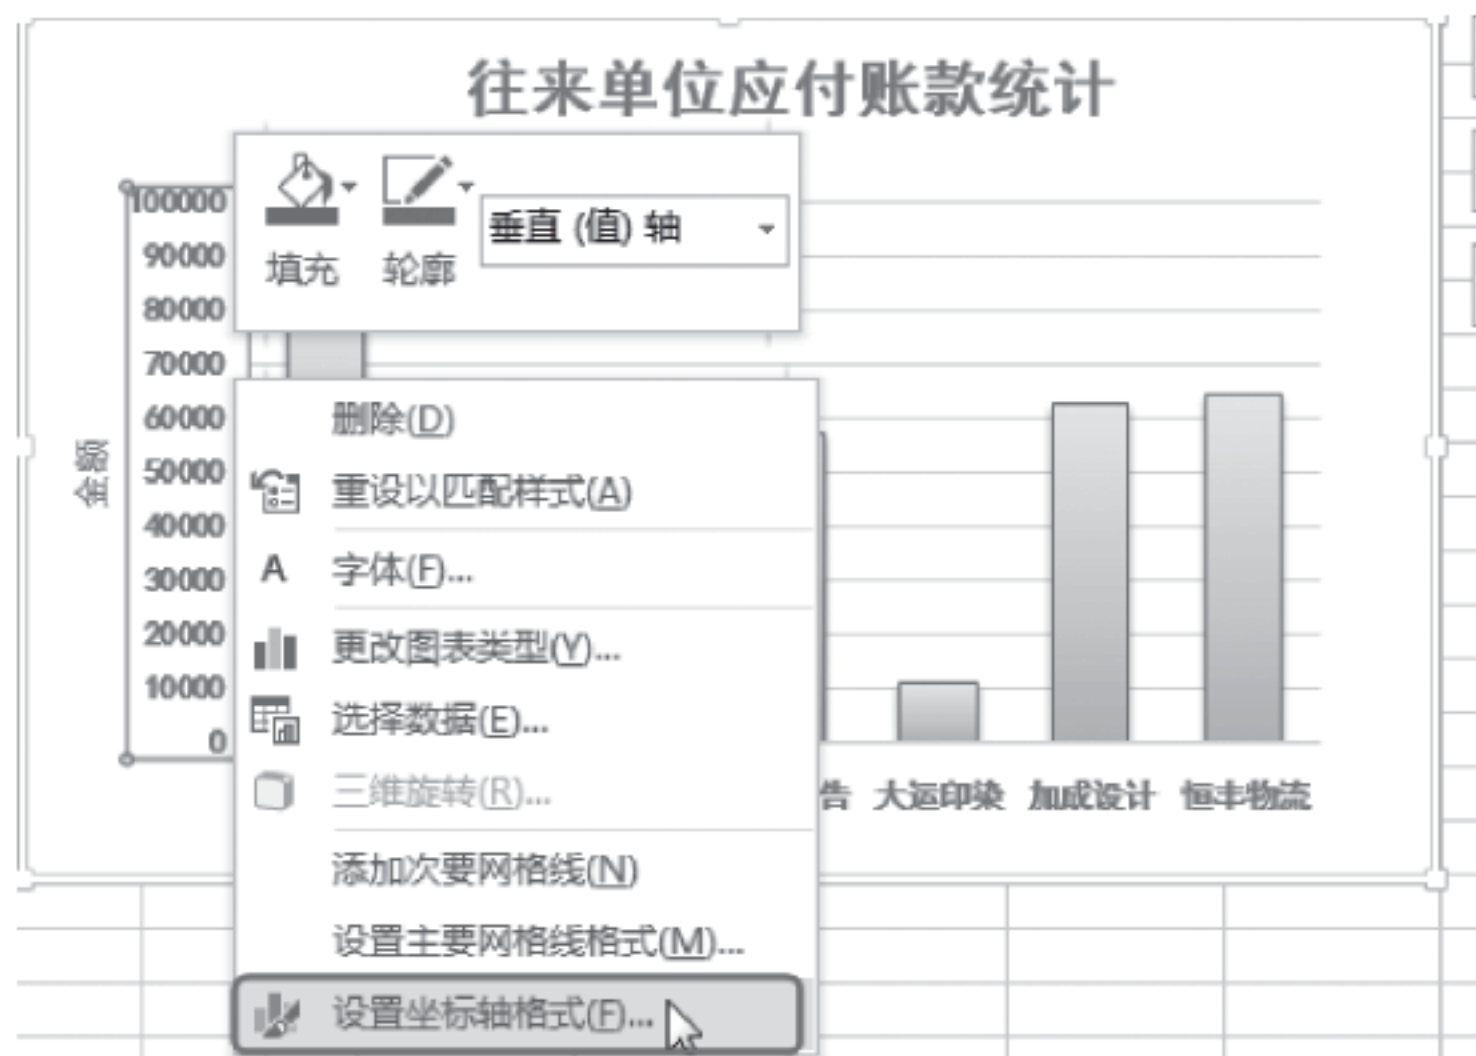 往来单位应付账款统计
填充
轮廓
垂直 (值) 轴
100000
90000
80000
70000
60000
50000
40000
30000
20000
10000
0
金额
删除(D)
重设以匹配样式(A)
A 字体(F)...
更改图表类型(Y)...
选择数据(E)...
三维旋转(R)...
添加次要网格线(N)
设置主要网格线格式(M)...
设置坐标轴格式(F)...
告 大运印染 加成设计 恒丰物流